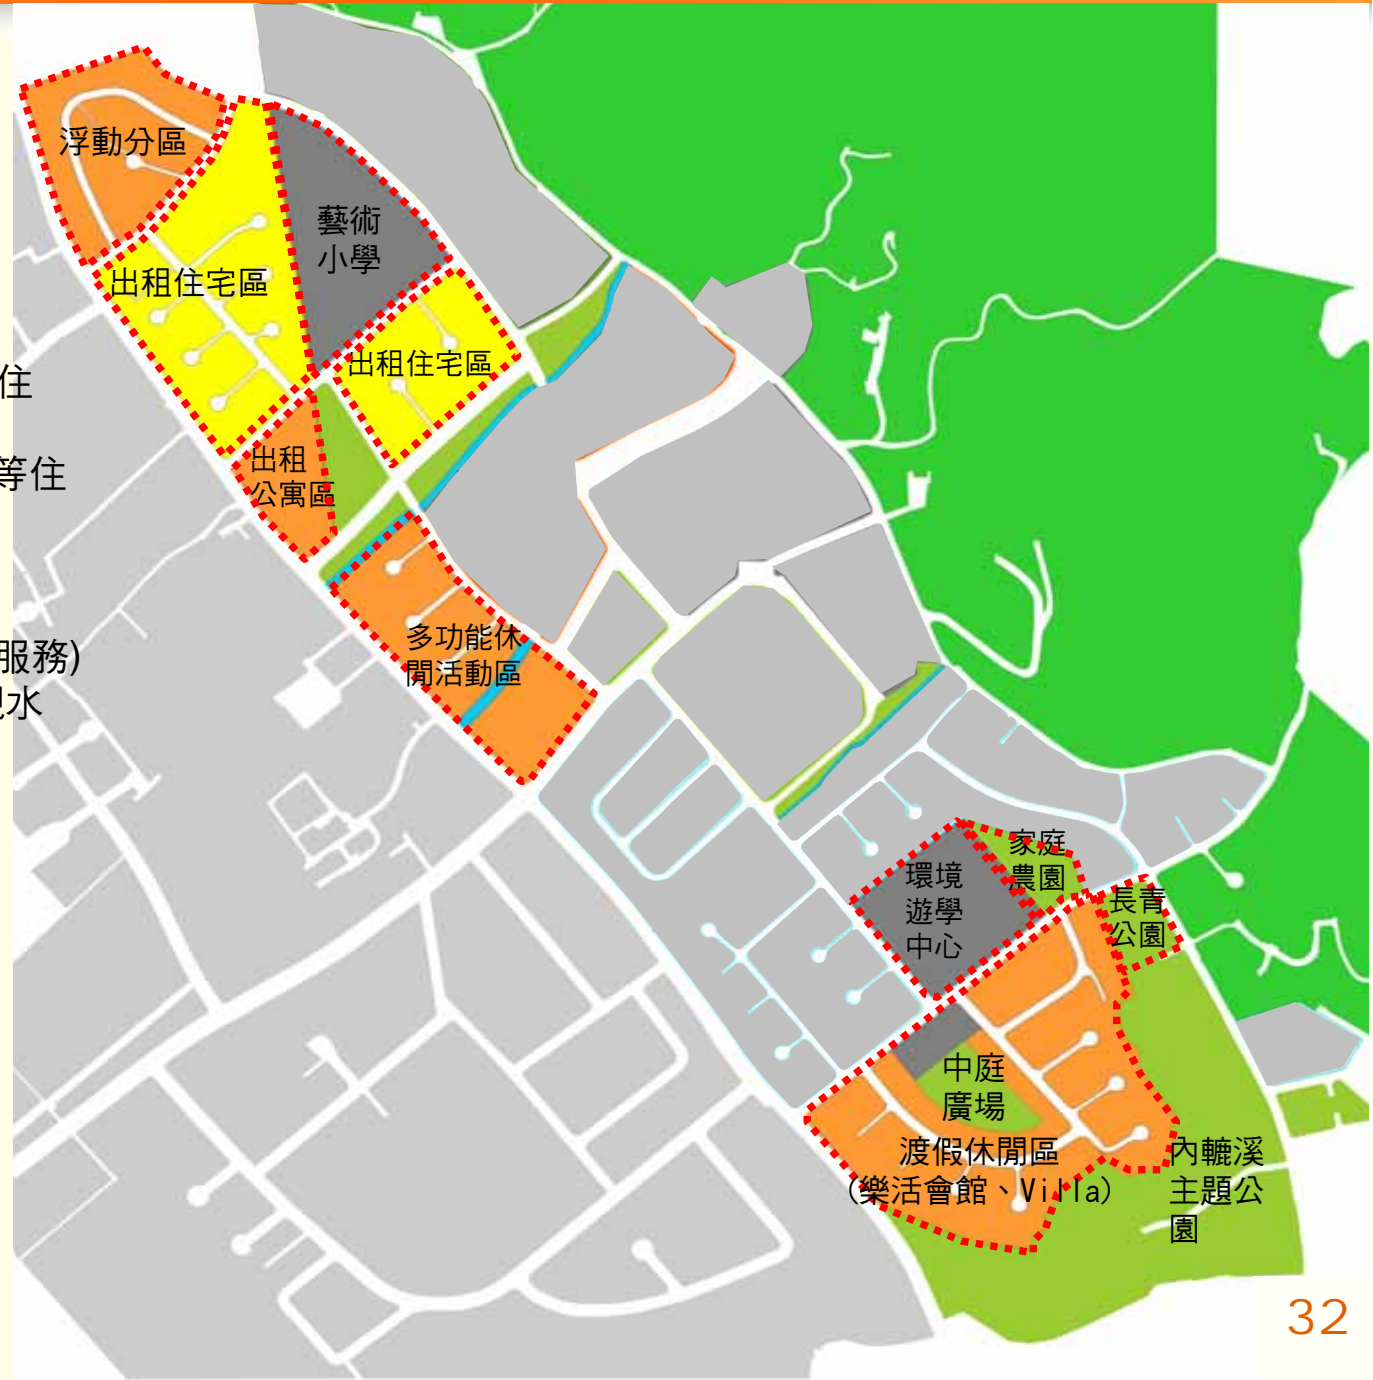 浮動分區
藝術
小學
出租住宅區
出租住宅區
住
出租
公寓區
等住
多功能休
閒活動區
服務)
水
家庭
農園
環境
遊學
中心
長青
公園
中庭
廣場
渡假休閒區
(樂活會館、Villa)
內轆溪
主題公
園
32